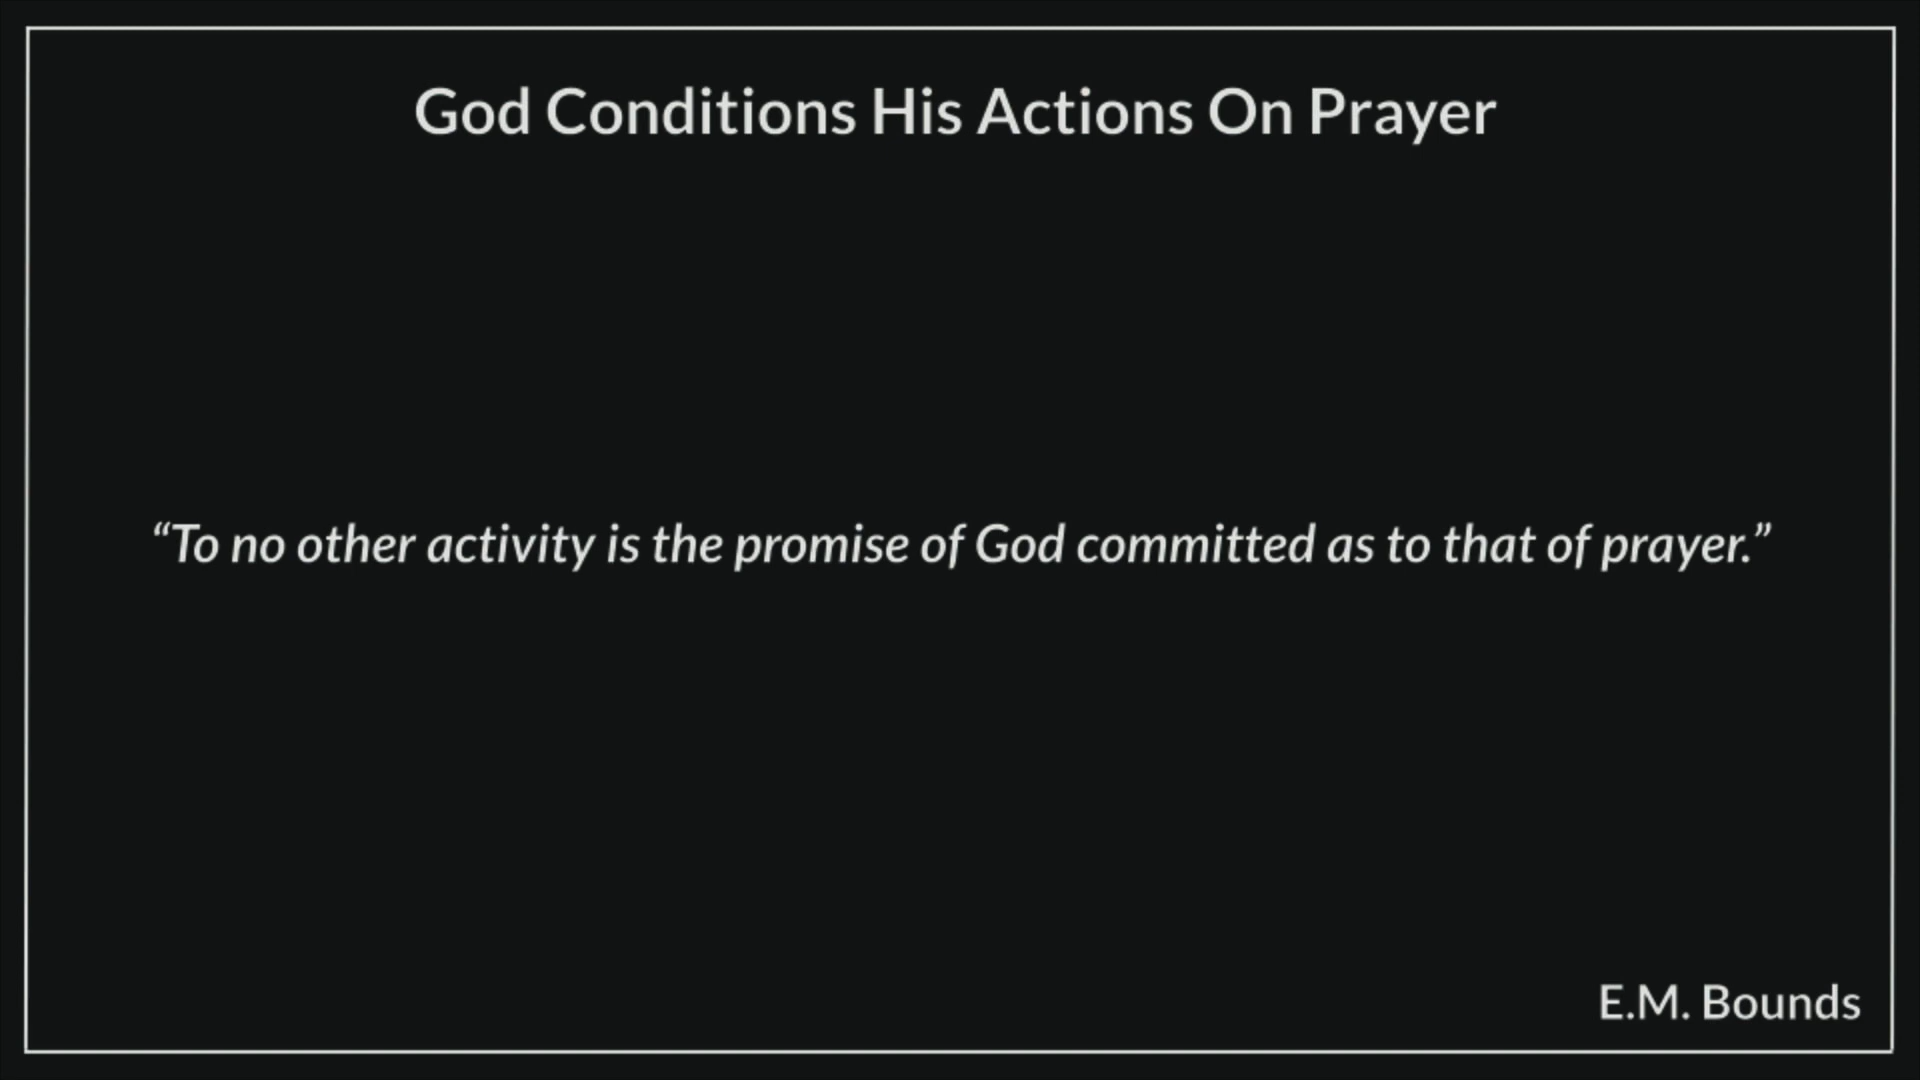 God Conditions His Actions On Prayer
“To no other activity is the promise of God committed as to that of prayer.”
E.M. Bounds